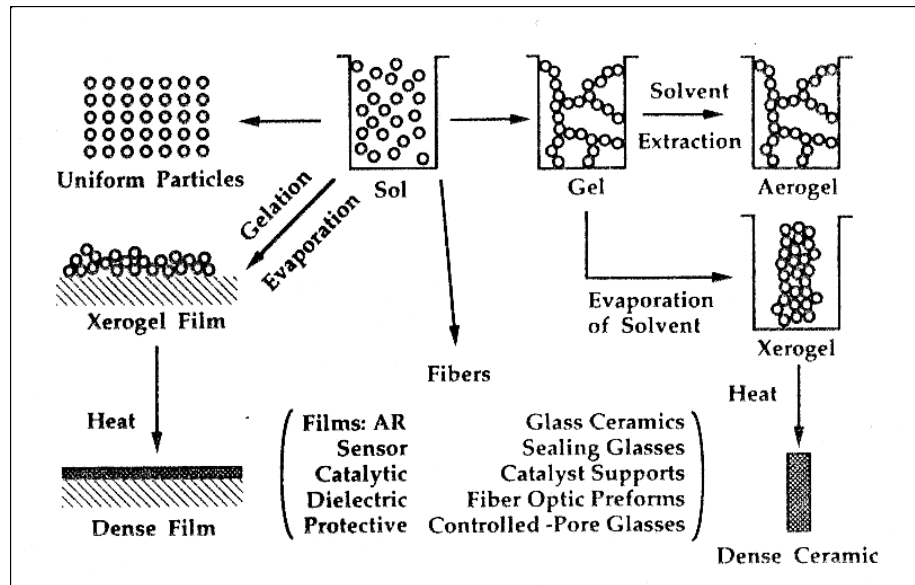 Uniform Particles
Sol
Gel
Solvent
Extraction
Aerogel
Gelation
Evaporation
Xerogel Film
Evaporation
of Solvent
Xerogel
Fibers
Heat
Heat
Films: AR
Sensor
Catalytic
Dielectric
Protective
Glass Ceramics
Sealing Glasses
Catalyst Supports
Fiber Optic Preforms
Controlled -Pore Glasses
Dense Film
Dense Ceramic